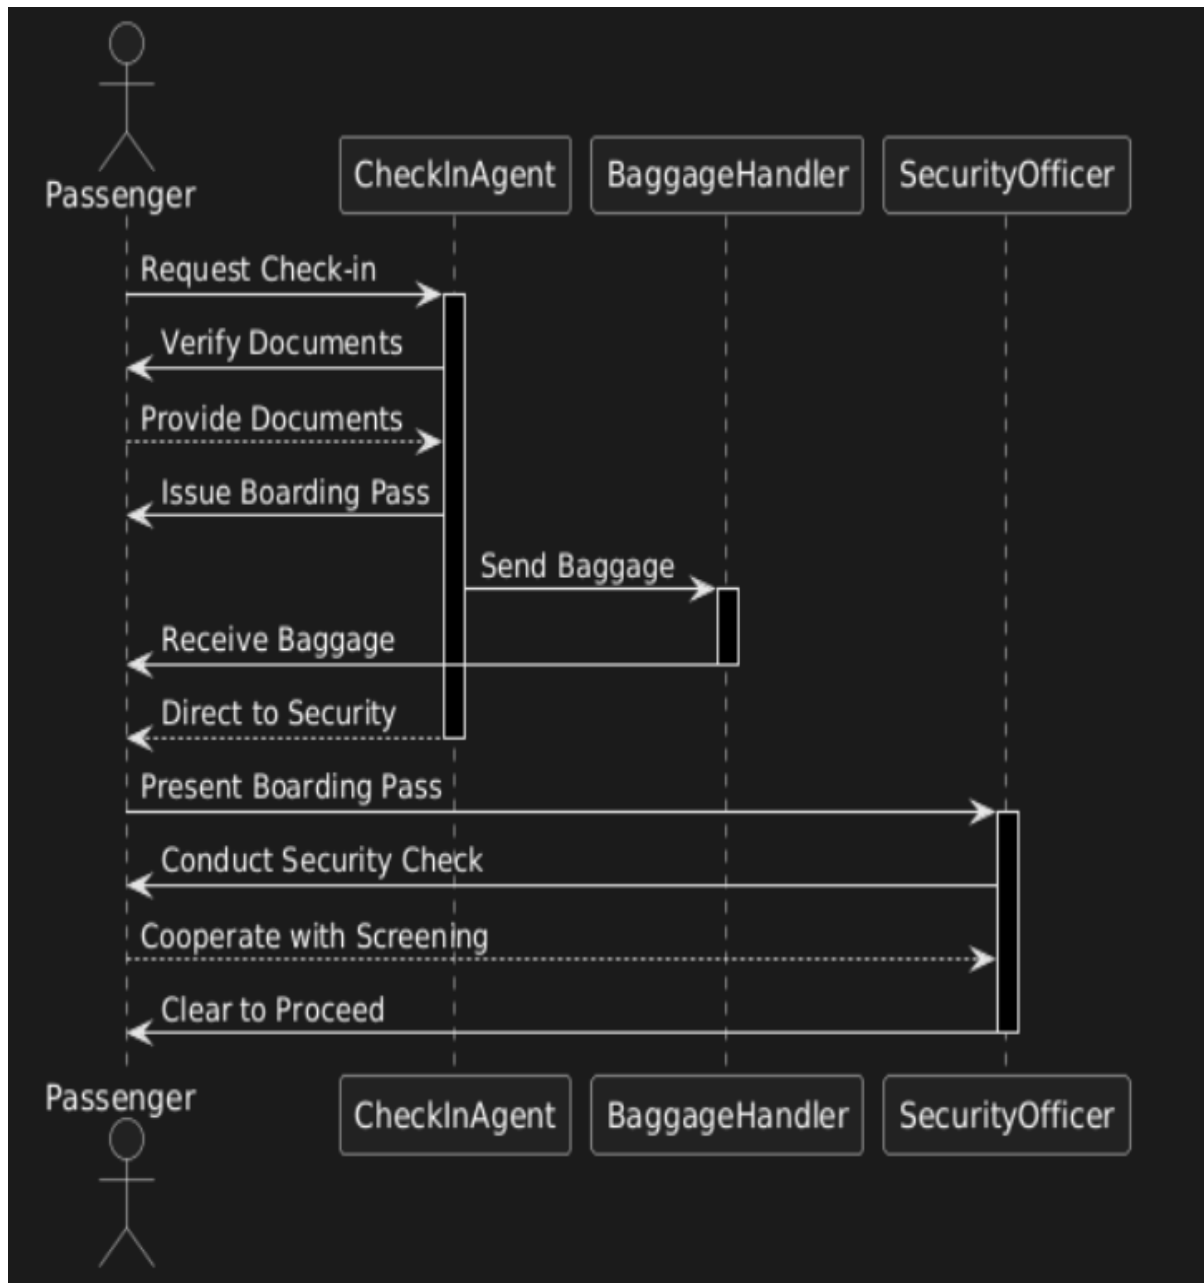 Passenger
CheckInAgent
BaggageHandler
SecurityOfficer
Request Check-in
Verify Documents
Provide Documents
Issue Boarding Pass
Send Baggage
Receive Baggage
Direct to Security
Present Boarding Pass
Conduct Security Check
Cooperate with Screening
Clear to Proceed
Passenger
CheckInAgent
BaggageHandler
SecurityOfficer